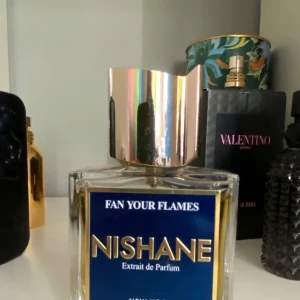 VALENTINO
FAN YOUR FLAMES
NISHANE
Extrait de Parfum